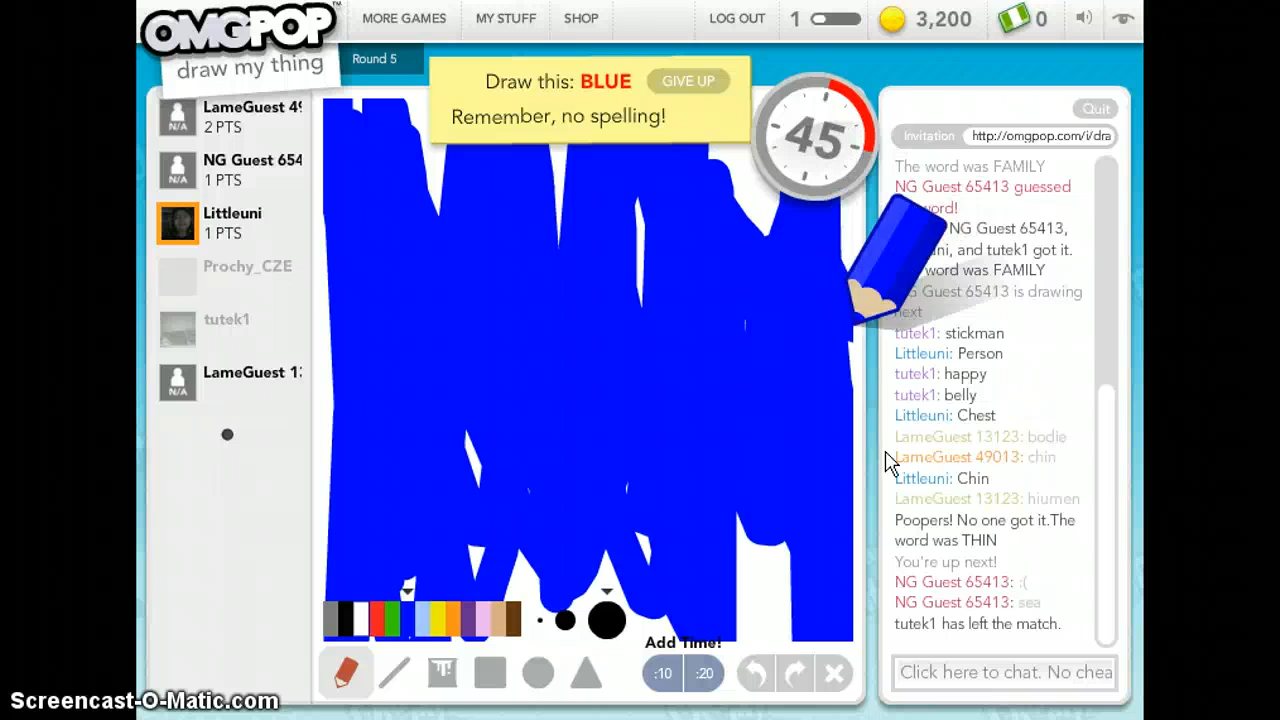 OMGPOP™
draw my thing
MORE GAMES
MY STUFF
SHOP
LOG OUT
1
3,200
0
Round 5
Draw this: BLUE
GIVE UP
Remember, no spelling!
45
LameGuest 49
2 PTS
N/A
NG Guest 654
1 PTS
N/A
Littleuni
1 PTS
Prochy_CZE
tutek1
LameGuest 13
N/A
Quit
Invitation http://omgpop.com/i/dra
The word was FAMILY
NG Guest 65413 guessed
word!
NG Guest 65413,
and tutek1 got it.
word was FAMILY
Guest 65413 is drawing
next
tutek1: stickman
Littleuni: Person
tutek1: happy
tutek1: belly
Littleuni: Chest
LameGuest 13123: bodie
LameGuest 49013: chin
Littleuni: Chin
LameGuest 13123: hiumen
Poopers! No one got it.The
word was THIN
You're up next!
NG Guest 65413: :(
NG Guest 65413: sea
tutek1 has left the match.
Click here to chat. No chea
Add Time!
:10
:20
T
Screencast-O-Matic.com